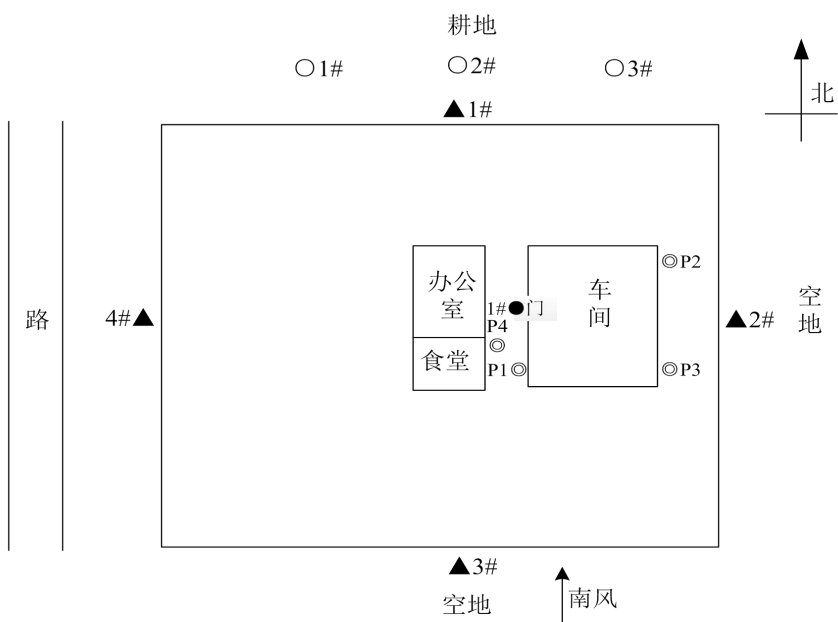 耕地
○1#
○2#
○3#
▲1#
北
办公
室
车
间
◎P2
1#●门
P4
◎
食堂
P1◎
◎P3
路
4#▲
▲2#
空
地
▲3#
空地
南风